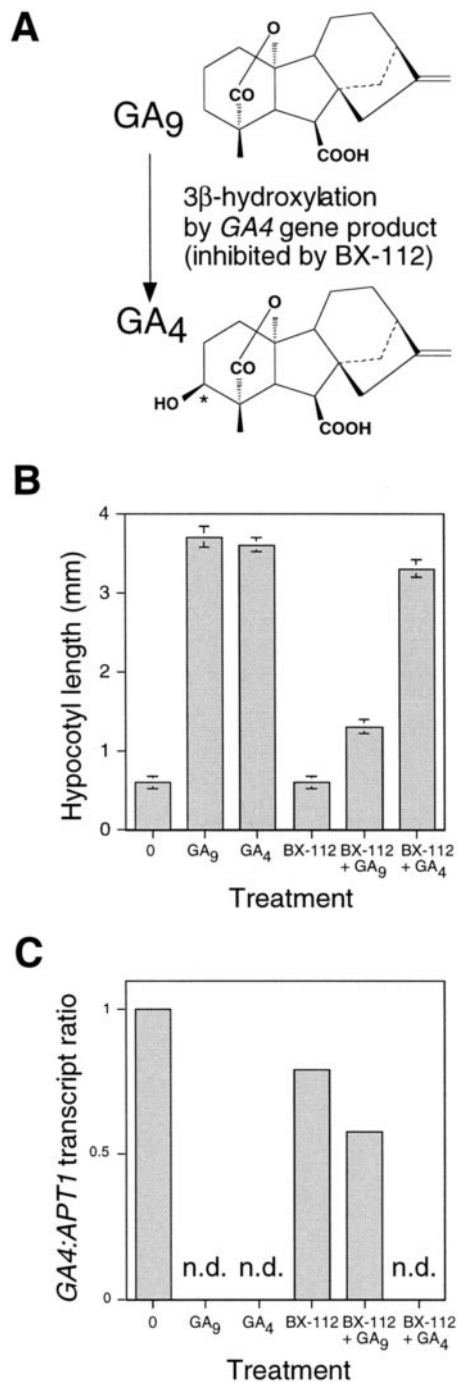 A
O
CO
GA9
COOH
3β-hydroxylation
by GA4 gene product
(inhibited by BX-112)
GA4
O
CO
HO
*
COOH
B
Hypocotyl length (mm)
4
3
2
1
0
0 GA9 GA4 BX-112 BX-112 + GA9 BX-112 + GA4
Treatment
C
GA4:APT1 transcript ratio
1
0.5
0
n.d. n.d. n.d.
0 GA9 GA4 BX-112 BX-112 + GA9 BX-112 + GA4
Treatment